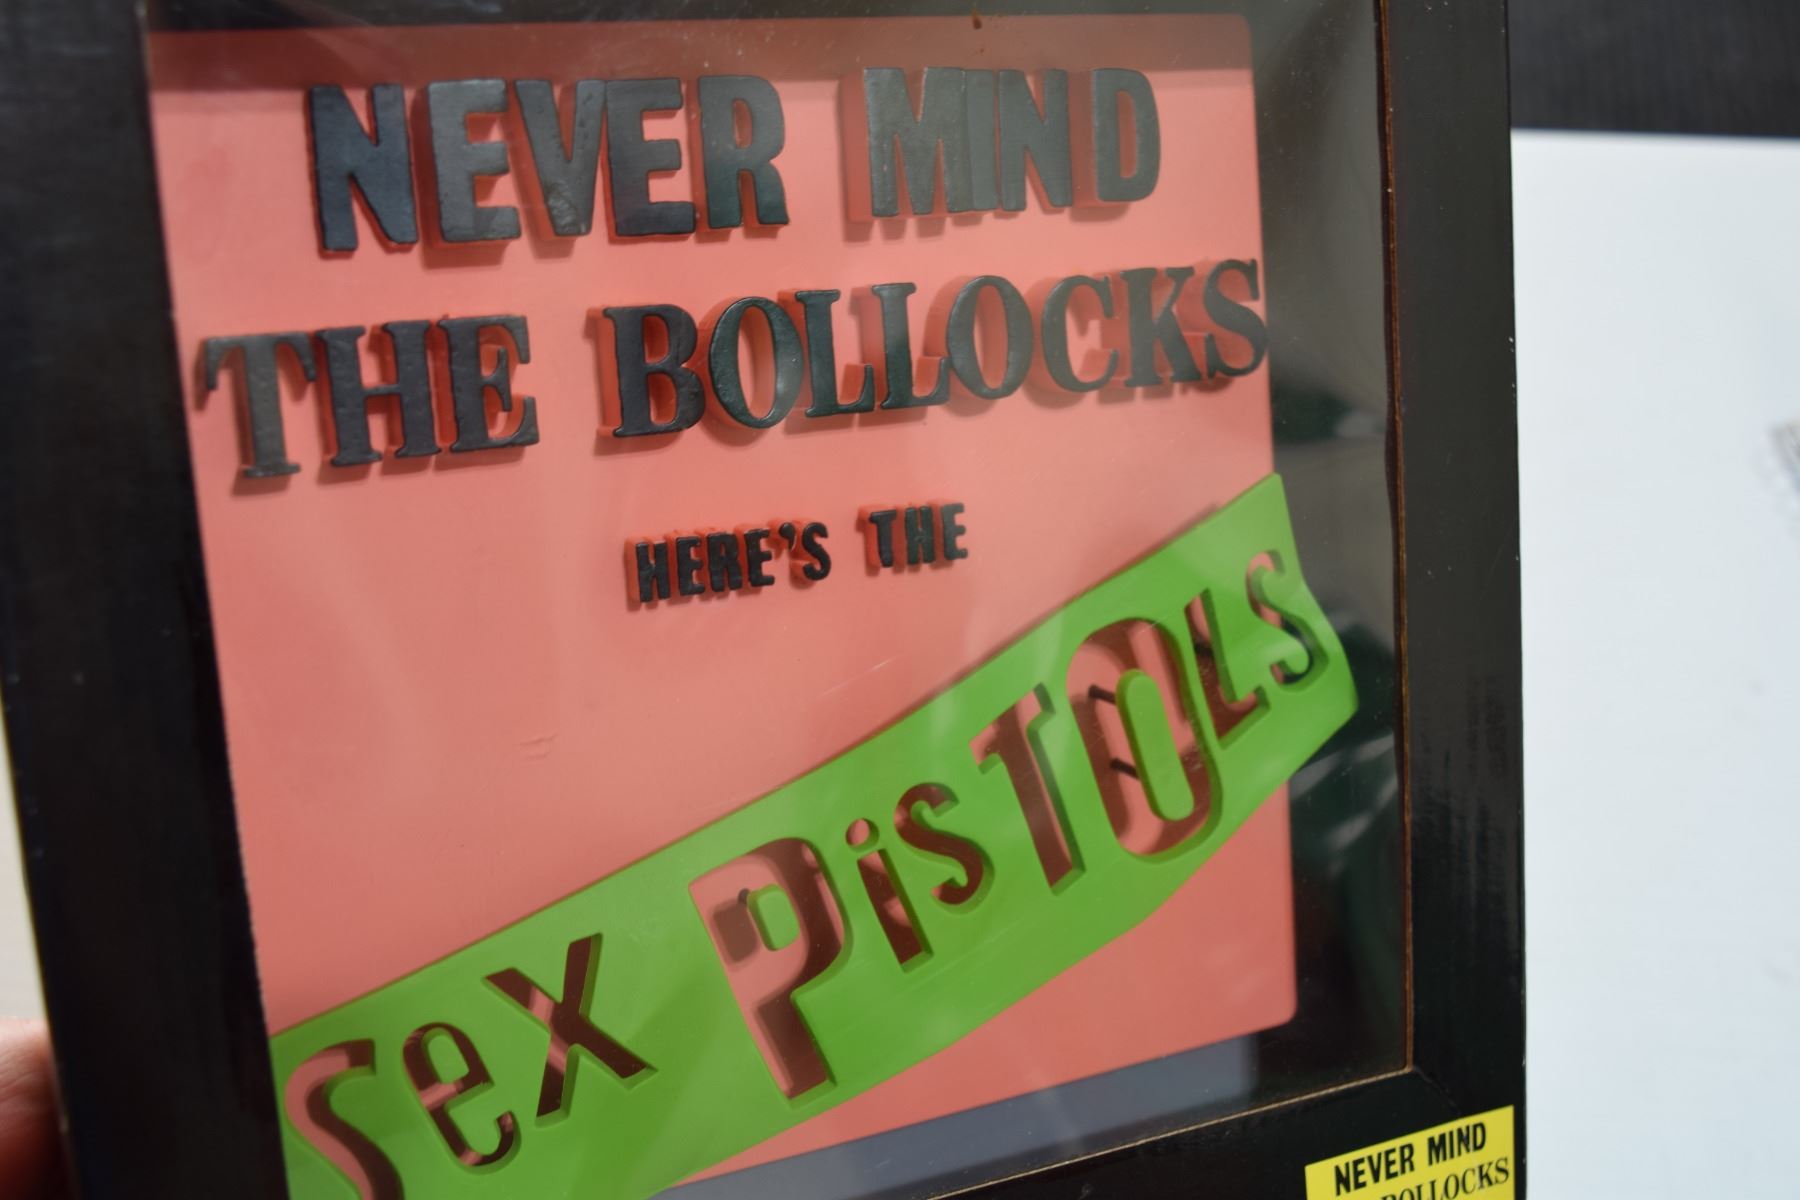 NEVER MIND
THE BOLLOCKS
HERE'S THE
Sex PisTOLS
NEVER MIND
BOLLOCKS